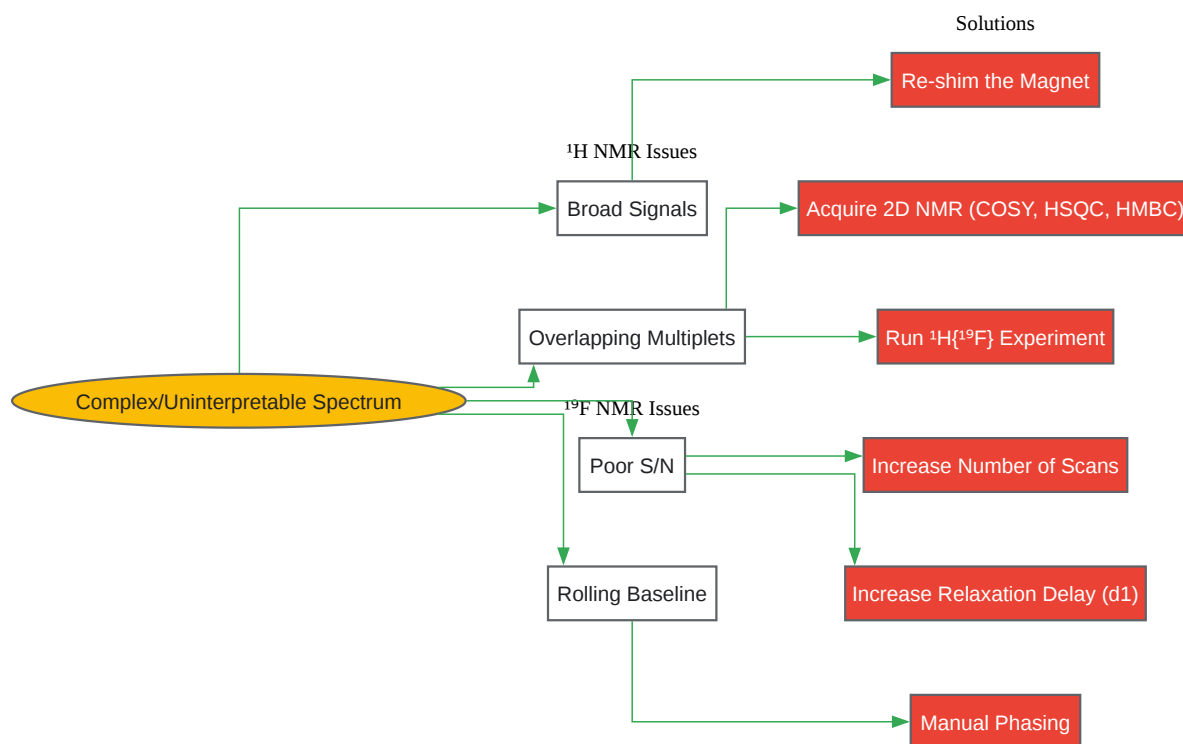 Solutions
Re-shim the Magnet
¹H NMR Issues
Broad Signals
Acquire 2D NMR (COSY, HSQC, HMBC)
Overlapping Multiplets
Run ¹H{¹⁹F} Experiment
Complex/Uninterpretable Spectrum
¹⁹F NMR Issues
Poor S/N
Increase Number of Scans
Rolling Baseline
Increase Relaxation Delay (d1)
Manual Phasing